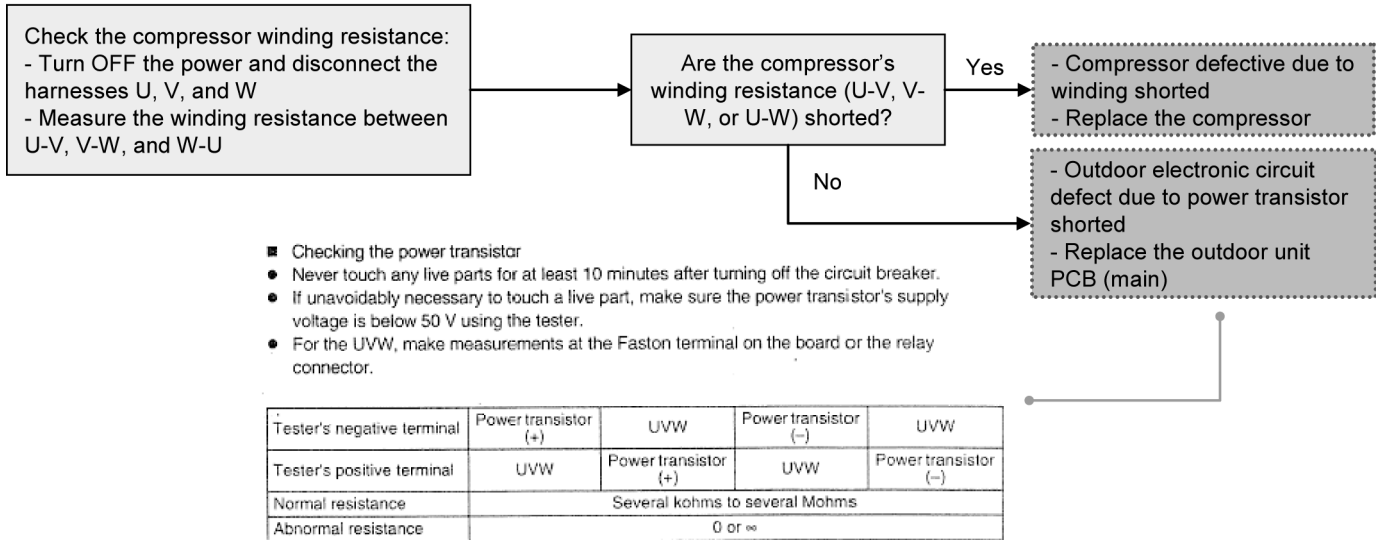 Check the compressor winding resistance:
- Turn OFF the power and disconnect the
harnesses U, V, and W
- Measure the winding resistance between
U-V, V-W, and W-U
Are the compressor's
winding resistance (U-V, V-
W, or U-W) shorted?
Yes
- Compressor defective due to
winding shorted
- Replace the compressor
No
- Outdoor electronic circuit
defect due to power transistor
shorted
- Replace the outdoor unit
PCB (main)
■ Checking the power transistor
● Never touch any live parts for at least 10 minutes after turning off the circuit breaker.
● If unavoidably necessary to touch a live part, make sure the power transistor's supply
voltage is below 50 V using the tester.
● For the UVW, make measurements at the Faston terminal on the board or the relay
connector.
Tester's negative terminal Power transistor (+) UVW Power transistor (–) UVW
Tester's positive terminal UVW Power transistor (+) UVW Power transistor (–)
Normal resistance Several kohms to several Mohms
Abnormal resistance 0 or ∞